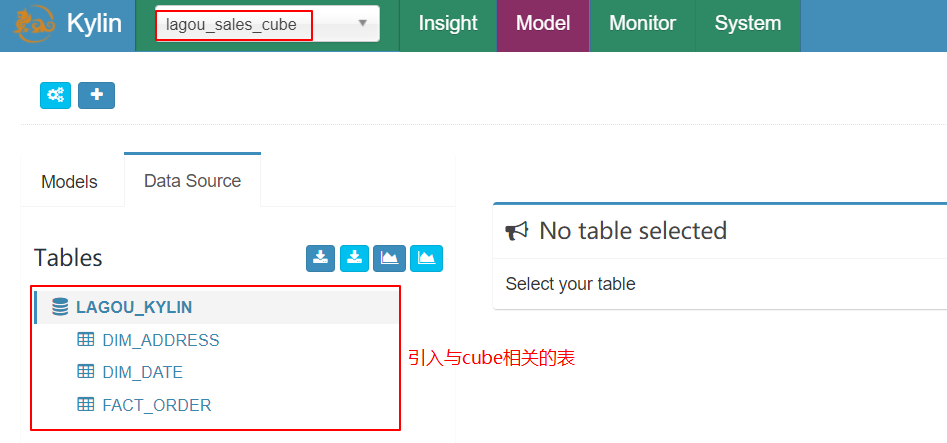 Kylin
lagou_sales_cube
Insight
Model
Monitor
System
Models
Data Source
Tables
LAGOU_KYLIN
DIM_ADDRESS
DIM_DATE
FACT_ORDER
引入与cube相关的表
No table selected
Select your table